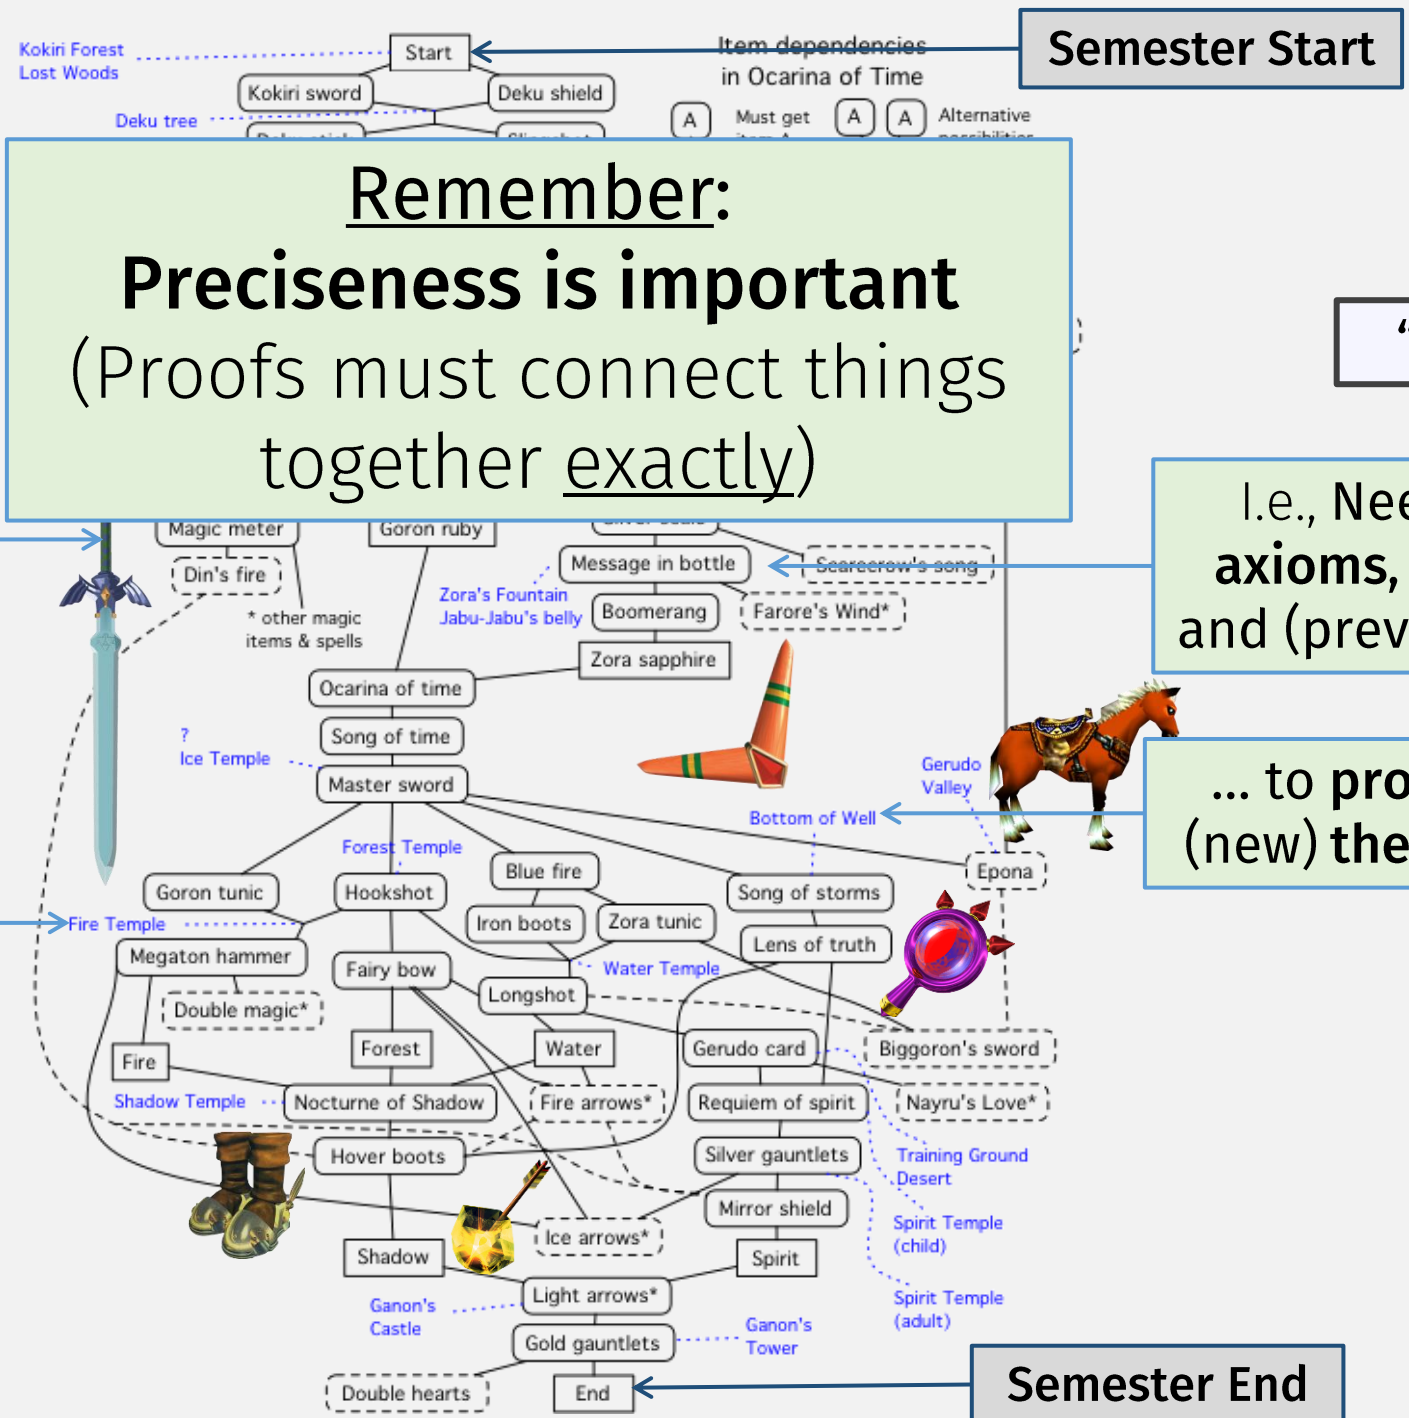 Semester Start
Kokiri Forest
Lost Woods
Start
Item dependencies
in Ocarina of Time
Kokiri sword
Deku shield
Deku tree
A
Must get
A
A
Alternative
Remember:
Preciseness is important
(Proofs must connect things
together exactly)
“
I.e., Nee
axioms,
and (prev
Magic meter
Goron ruby
Message in bottle
Scarecrow's song
Din's fire
Zora's Fountain
Jabu-Jabu's belly
Boomerang
Farore's Wind*
* other magic
items & spells
Zora sapphire
Ocarina of time
Song of time
?
Ice Temple
Master sword
Gerudo
Valley
... to pro
(new) the
Bottom of Well
Forest Temple
Blue fire
Epona
Goron tunic
Hookshot
Song of storms
Fire Temple
Iron boots
Zora tunic
Lens of truth
Megaton hammer
Fairy bow
Water Temple
Longshot
Double magic*
Fire
Forest
Water
Gerudo card
Biggoron's sword
Shadow Temple
Nocturne of Shadow
Fire arrows*
Requiem of spirit
Nayru's Love*
Hover boots
Silver gauntlets
Training Ground
Desert
Mirror shield
Spirit Temple
(child)
Ice arrows*
Shadow
Spirit
Light arrows*
Spirit Temple
(adult)
Ganon's
Castle
Gold gauntlets
Ganon's
Tower
Double hearts
End
Semester End